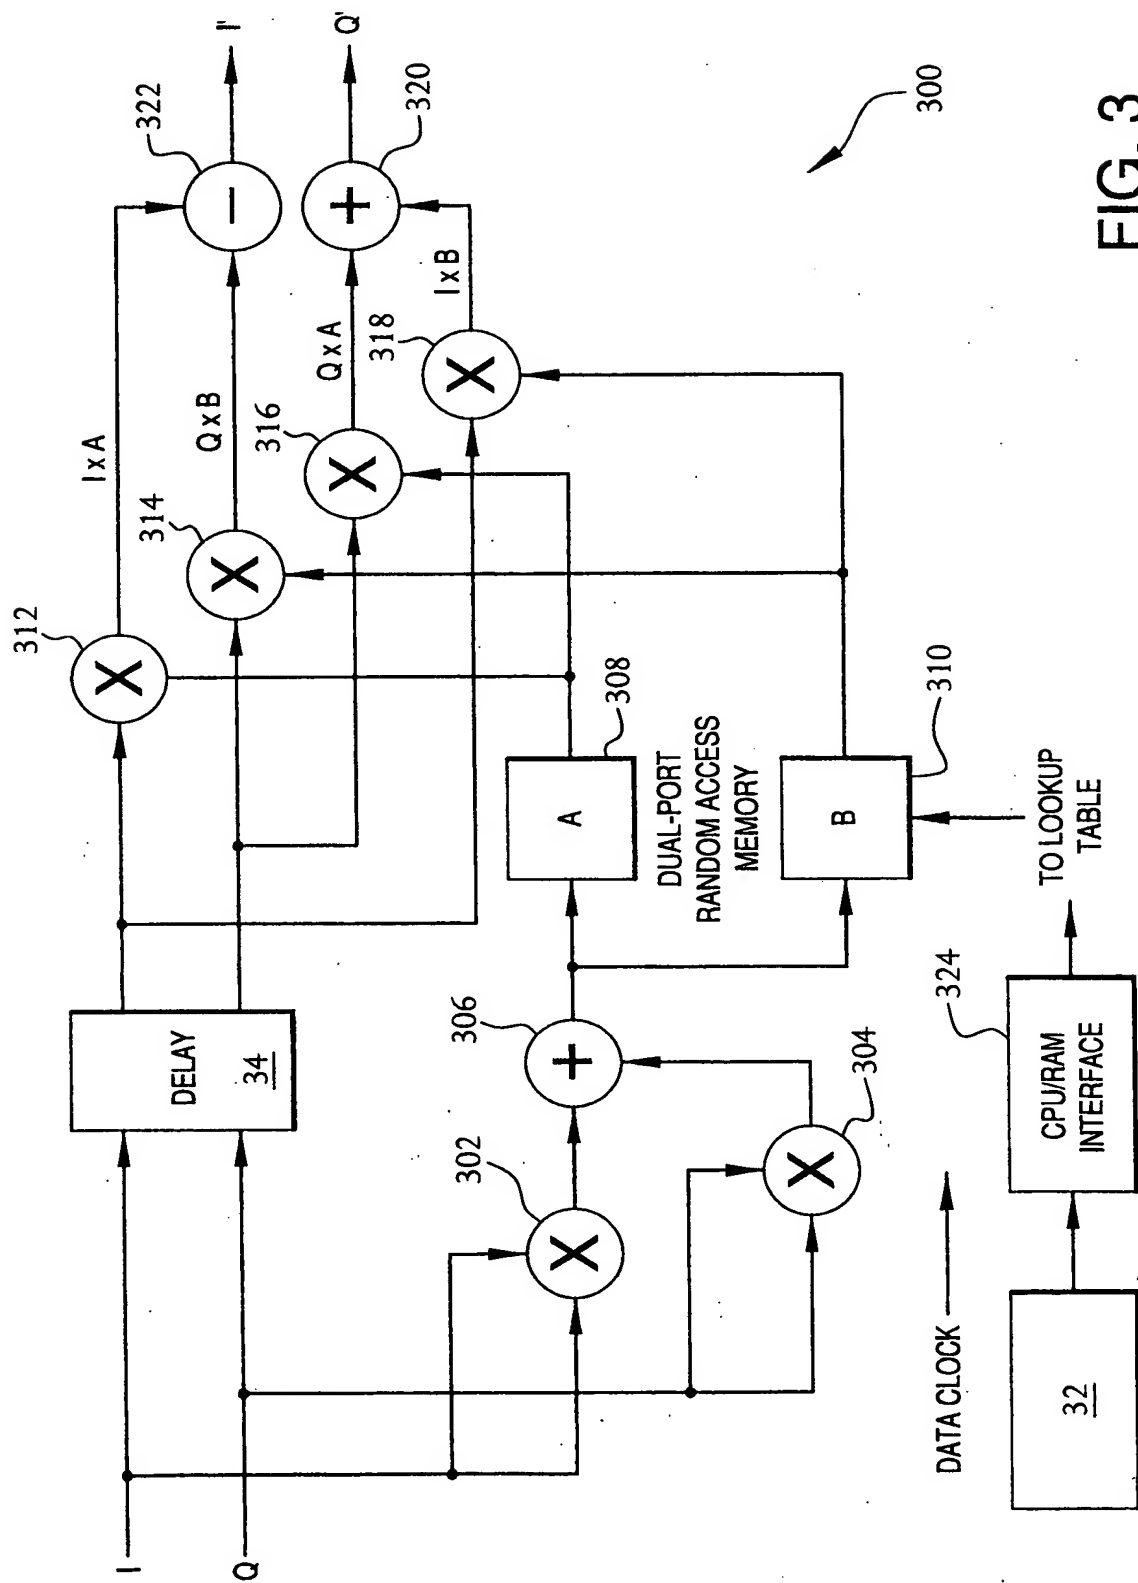 I
Q
DELAY
34
302
304
306
A
308
DUAL-PORT
RANDOM ACCESS
MEMORY
B
310
TO LOOKUP
TABLE
312
314
316
318
I x A
Q x B
Q x A
I x B
322
320
I'
Q'
DATA CLOCK
32
CPU/RAM
INTERFACE
324
300
FIG. 3